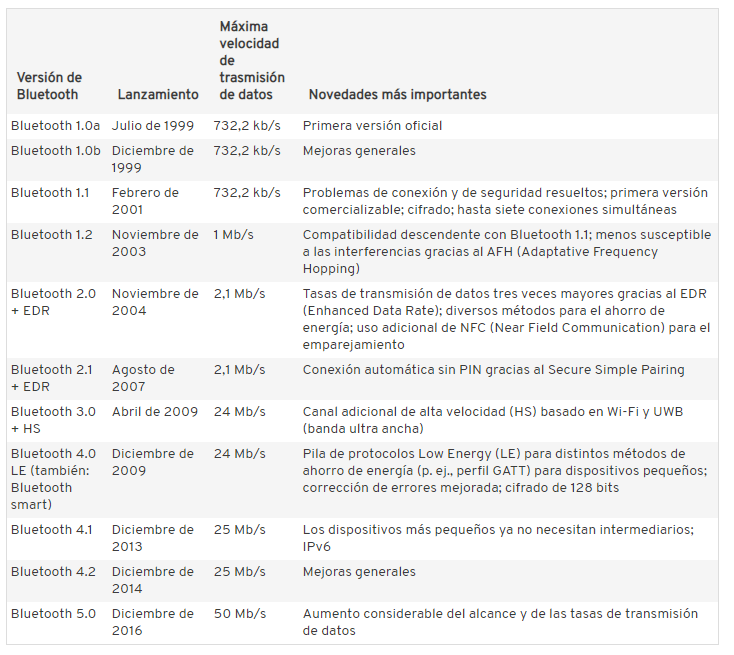 Versión de Bluetooth Lanzamiento Máxima velocidad de trasmisión de datos Novedades más importantes
Bluetooth 1.0a Julio de 1999 732,2 kb/s Primera versión oficial
Bluetooth 1.0b Diciembre de 1999 732,2 kb/s Mejoras generales
Bluetooth 1.1 Febrero de 2001 732,2 kb/s Problemas de conexión y de seguridad resueltos; primera versión comercializable; cifrado; hasta siete conexiones simultáneas
Bluetooth 1.2 Noviembre de 2003 1 Mb/s Compatibilidad descendente con Bluetooth 1.1; menos susceptible a las interferencias gracias al AFH (Adaptative Frequency Hopping)
Bluetooth 2.0 + EDR Noviembre de 2004 2,1 Mb/s Tasas de transmisión de datos tres veces mayores gracias al EDR (Enhanced Data Rate); diversos métodos para el ahorro de energía; uso adicional de NFC (Near Field Communication) para el emparejamiento
Bluetooth 2.1 + EDR Agosto de 2007 2,1 Mb/s Conexión automática sin PIN gracias al Secure Simple Pairing
Bluetooth 3.0 + HS Abril de 2009 24 Mb/s Canal adicional de alta velocidad (HS) basado en Wi-Fi y UWB (banda ultra ancha)
Bluetooth 4.0 LE (también: Bluetooth smart) Diciembre de 2009 24 Mb/s Pila de protocolos Low Energy (LE) para distintos métodos de ahorro de energía (p. ej., perfil GATT) para dispositivos pequeños; corrección de errores mejorada; cifrado de 128 bits
Bluetooth 4.1 Diciembre de 2013 25 Mb/s Los dispositivos más pequeños ya no necesitan intermediarios; IPv6
Bluetooth 4.2 Diciembre de 2014 25 Mb/s Mejoras generales
Bluetooth 5.0 Diciembre de 2016 50 Mb/s Aumento considerable del alcance y de las tasas de transmisión de datos